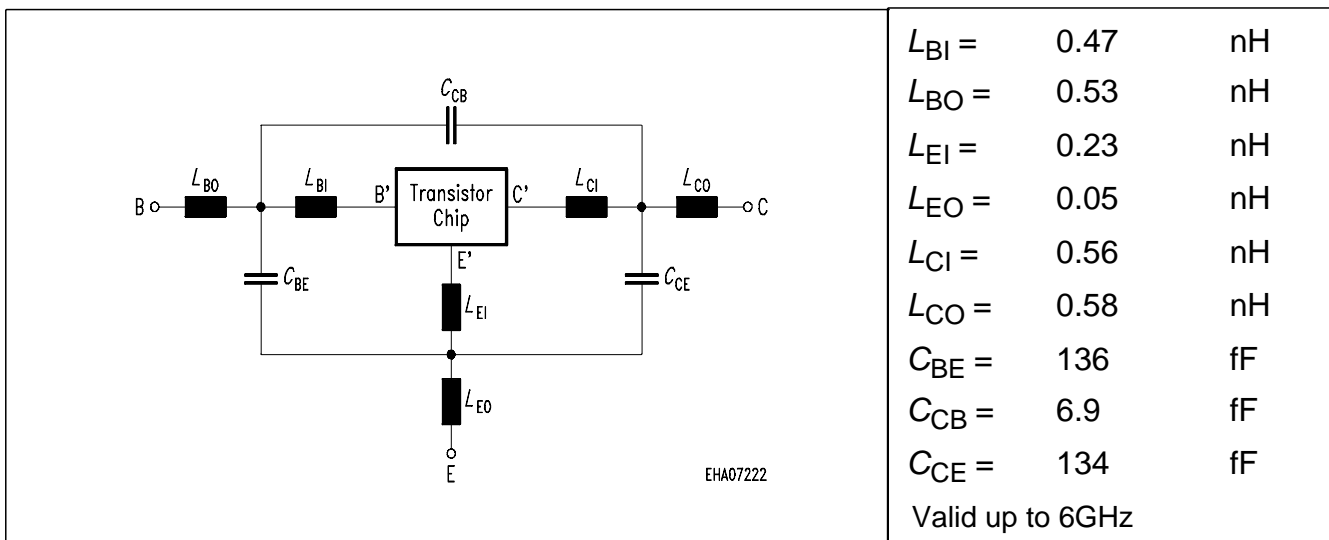 C_CB
L_BO
L_BI
B'
Transistor
Chip
C'
L_CI
L_CO
B
C
E'
C_BE
C_CE
L_EI
L_EO
E
EHA07222
L_BI = 0.47 nH
L_BO = 0.53 nH
L_EI = 0.23 nH
L_EO = 0.05 nH
L_CI = 0.56 nH
L_CO = 0.58 nH
C_BE = 136 fF
C_CB = 6.9 fF
C_CE = 134 fF
Valid up to 6GHz